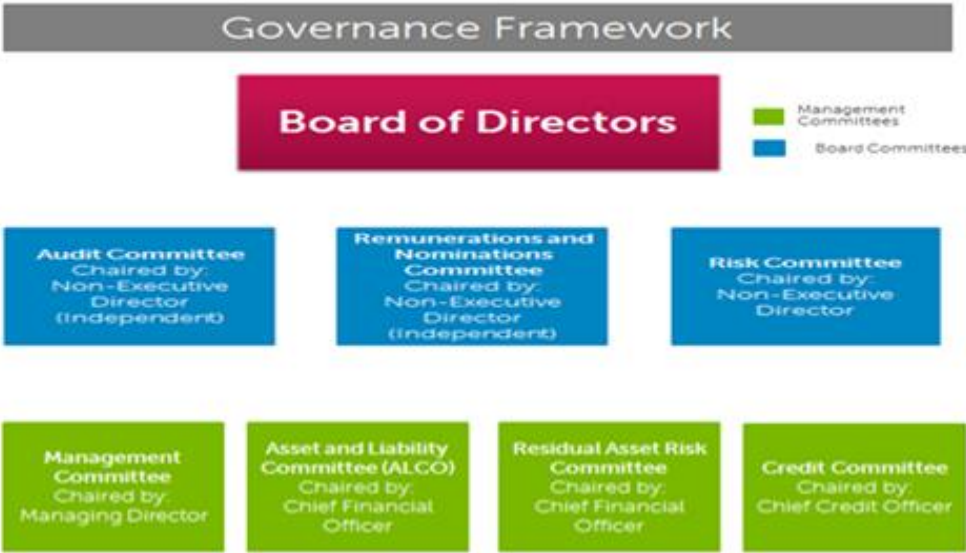 Governance Framework
Board of Directors
Management
Committees
Board Committees
Audit Committee
Chaired by:
Non-Executive
Director
(Independent)
Remunerations and
Nominations
Committee
Chaired by:
Non-Executive
Director
(Independent)
Risk Committee
Chaired by:
Non-Executive
Director
Management
Committee
Chaired by:
Managing Director
Asset and Liability
Committee (ALCO)
Chaired by:
Chief Financial
Officer
Residual Asset Risk
Committee
Chaired by:
Chief Financial
Officer
Credit Committee
Chaired by:
Chief Credit Officer